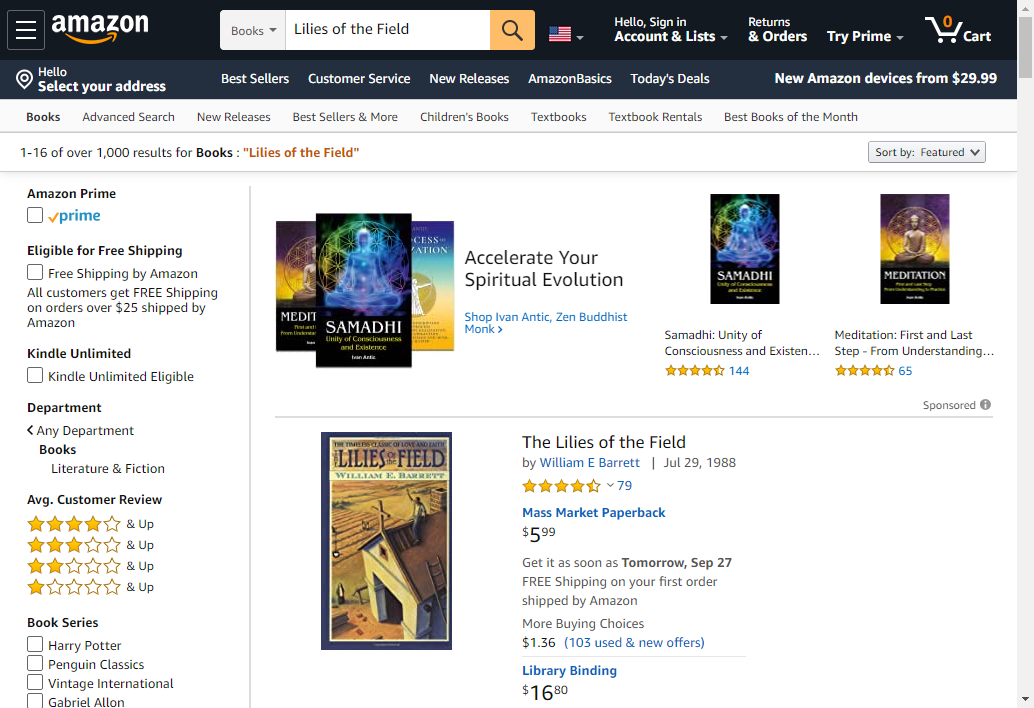 amazon
Books
Lilies of the Field
Hello, Sign in
Account & Lists
Returns
& Orders
Try Prime
0
Cart
Hello
Select your address
Best Sellers
Customer Service
New Releases
AmazonBasics
Today's Deals
New Amazon devices from $29.99
Books
Advanced Search
New Releases
Best Sellers & More
Children's Books
Textbooks
Textbook Rentals
Best Books of the Month
1-16 of over 1,000 results for Books : "Lilies of the Field"
Sort by: Featured
Amazon Prime
prime
Eligible for Free Shipping
Free Shipping by Amazon
All customers get FREE Shipping
on orders over $25 shipped by
Amazon
Kindle Unlimited
Kindle Unlimited Eligible
Department
Any Department
Books
Literature & Fiction
Avg. Customer Review
& Up
& Up
& Up
& Up
Book Series
Harry Potter
Penguin Classics
Vintage International
Gabriel Allon
MEDIT
SAMADHI
Unity of Consciousness
and Existence
Ivan Antic
Accelerate Your
Spiritual Evolution
Shop Ivan Antic, Zen Buddhist
Monk
SAMADHI
Unity of Consciousness
and Existence
Ivan Antic
Samadhi: Unity of
Consciousness and Existen...
144
MEDITATION
First and Last Step
From Understanding to Practice
Ivan Antic
Meditation: First and Last
Step - From Understanding...
65
Sponsored
THE TIMELESS CLASSIC OF LOVE AND FAITH
THE LILIES OF the FIELD
WILLIAM E. BARRETT
The Lilies of the Field
by William E Barrett | Jul 29, 1988
79
Mass Market Paperback
$5 99
Get it as soon as Tomorrow, Sep 27
FREE Shipping on your first order
shipped by Amazon
More Buying Choices
$1.36 (103 used & new offers)
Library Binding
$16 80